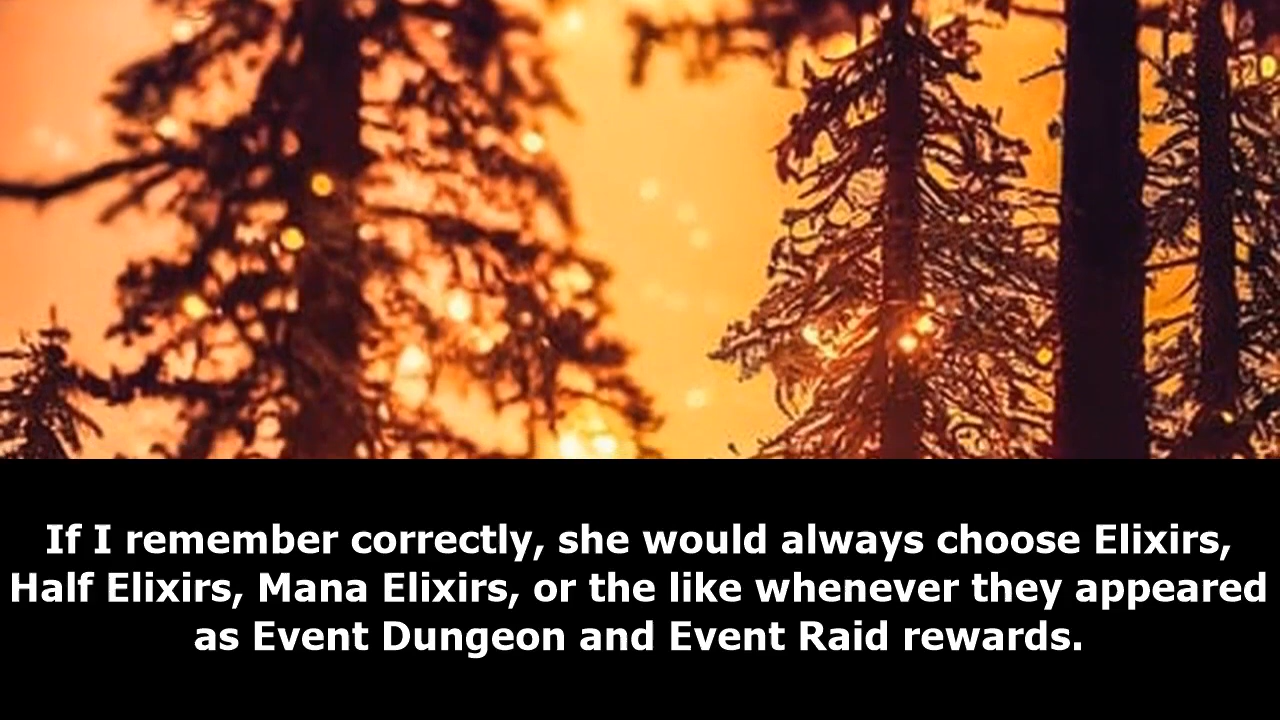 If I remember correctly, she would always choose Elixirs,
Half Elixirs, Mana Elixirs, or the like whenever they appeared
as Event Dungeon and Event Raid rewards.